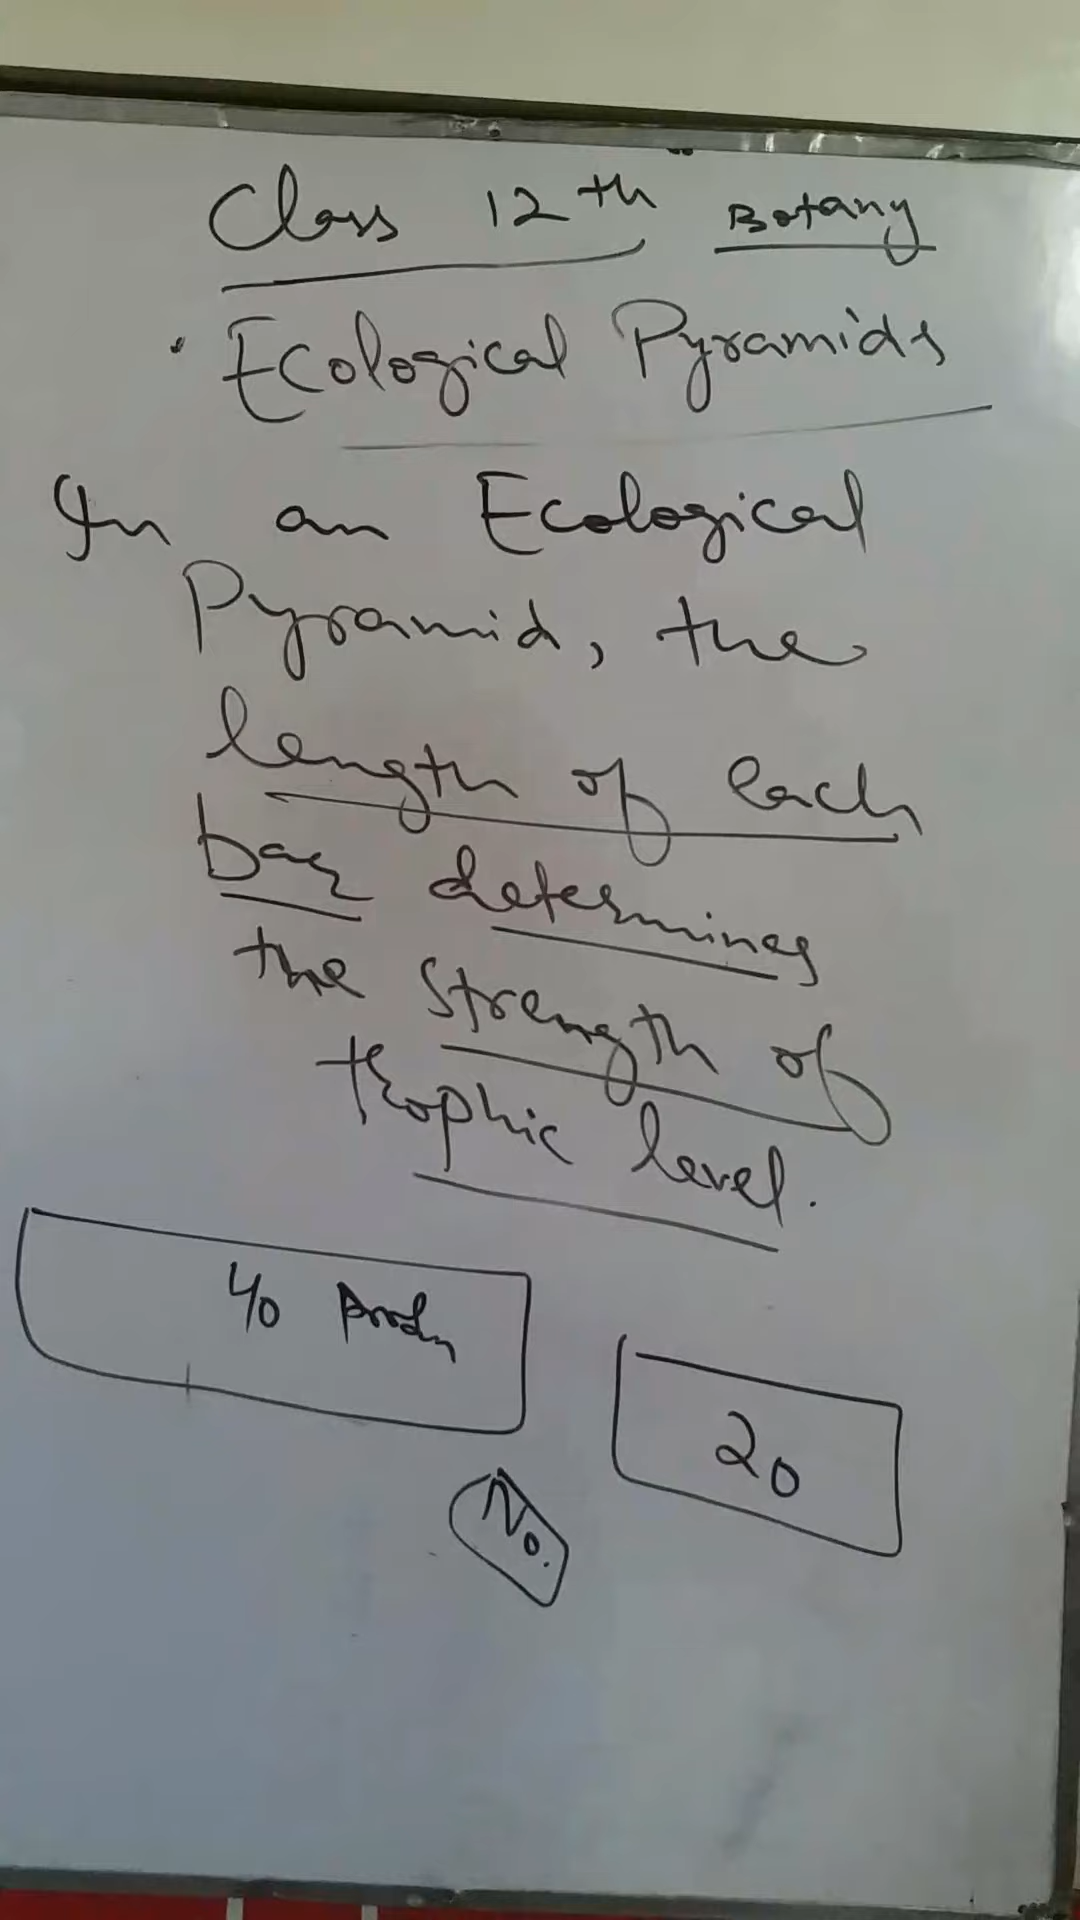 Class 12th Botany
Ecological Pyramids
In an Ecological
Pyramid, the
length of each
bar determines
the Strength of
trophic level.
40 Prodn
20
No.